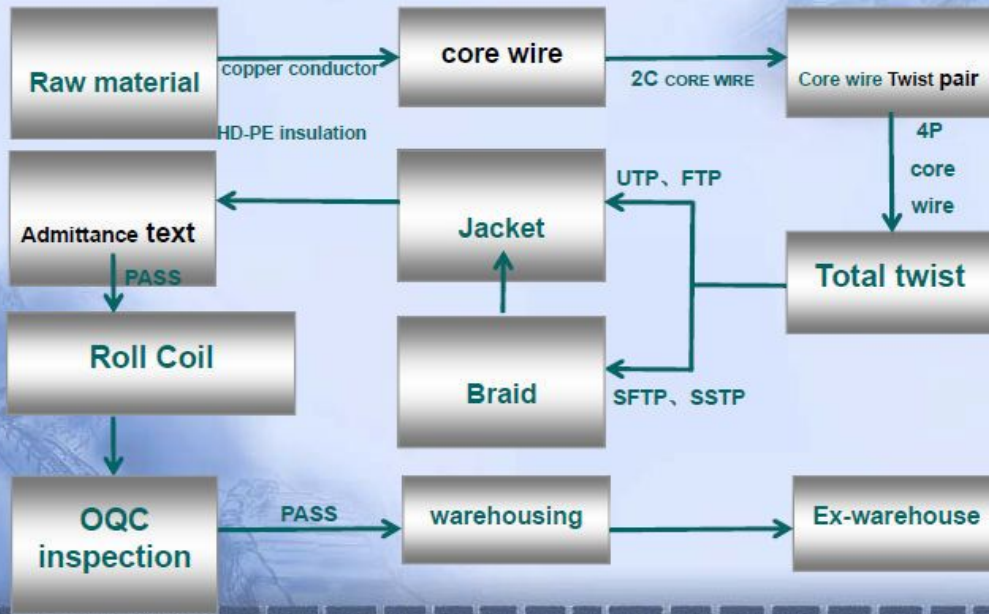 Raw material
copper conductor
HD-PE insulation
core wire
2C CORE WIRE
Core wire Twist pair
4P
core
wire
Total twist
UTP、FTP
SFTP、SSTP
Braid
Jacket
Admittance text
PASS
Roll Coil
OQC
inspection
PASS
warehousing
Ex-warehouse